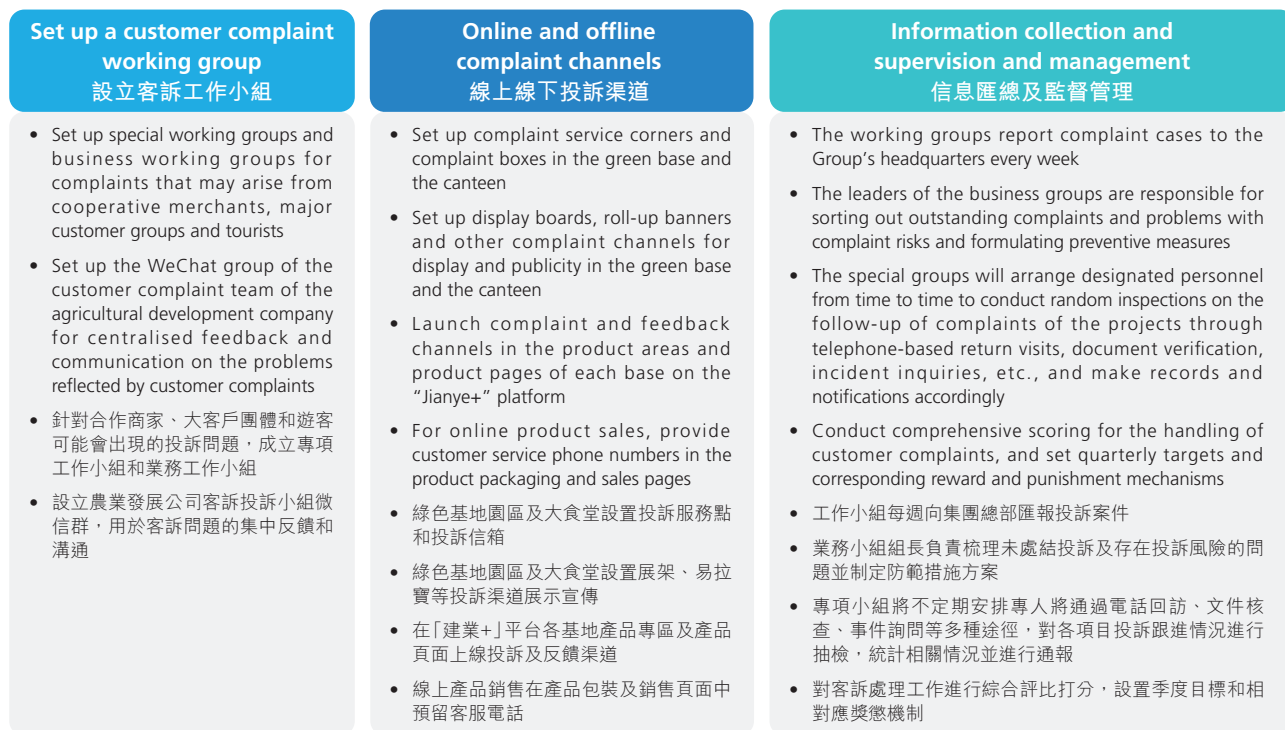 Set up a customer complaint
working group
設立客訴工作小組
• Set up special working groups and
business working groups for
complaints that may arise from
cooperative merchants, major
customer groups and tourists
• Set up the WeChat group of the
customer complaint team of the
agricultural development company
for centralised feedback and
communication on the problems
reflected by customer complaints
• 針對合作商家、大客戶團體和遊客
可能會出現的投訴問題，成立專項
工作小組和業務工作小組
• 設立農業發展公司客訴投訴小組微
信群，用於客訴問題的集中反饋和
溝通
Online and offline
complaint channels
線上線下投訴渠道
• Set up complaint service corners and
complaint boxes in the green base and
the canteen
• Set up display boards, roll-up banners
and other complaint channels for
display and publicity in the green base
and the canteen
• Launch complaint and feedback
channels in the product areas and
product pages of each base on the
“Jianye+” platform
• For online product sales, provide
customer service phone numbers in the
product packaging and sales pages
• 綠色基地園區及大食堂設置投訴服務點
和投訴信箱
• 綠色基地園區及大食堂設置展架、易拉
寶等投訴渠道展示宣傳
• 在「建業+」平台各基地產品專區及產品
頁面上線投訴及反饋渠道
• 線上產品銷售在產品包裝及銷售頁面中
預留客服電話
Information collection and
supervision and management
信息匯總及監督管理
• The working groups report complaint cases to the
Group’s headquarters every week
• The leaders of the business groups are responsible for
sorting out outstanding complaints and problems with
complaint risks and formulating preventive measures
• The special groups will arrange designated personnel
from time to time to conduct random inspections on the
follow-up of complaints of the projects through
telephone-based return visits, document verification,
incident inquiries, etc., and make records and
notifications accordingly
• Conduct comprehensive scoring for the handling of
customer complaints, and set quarterly targets and
corresponding reward and punishment mechanisms
• 工作小組每週向集團總部匯報投訴案件
• 業務小組組長負責梳理未處結投訴及存在投訴風險的問
題並制定防範措施方案
• 專項小組將不定期安排專人將通過電話回訪、文件核
查、事件詢問等多種途徑，對各項目投訴跟進情況進行
抽檢，統計相關情況並進行通報
• 對客訴處理工作進行綜合評比打分，設置季度目標和相
對應獎懲機制